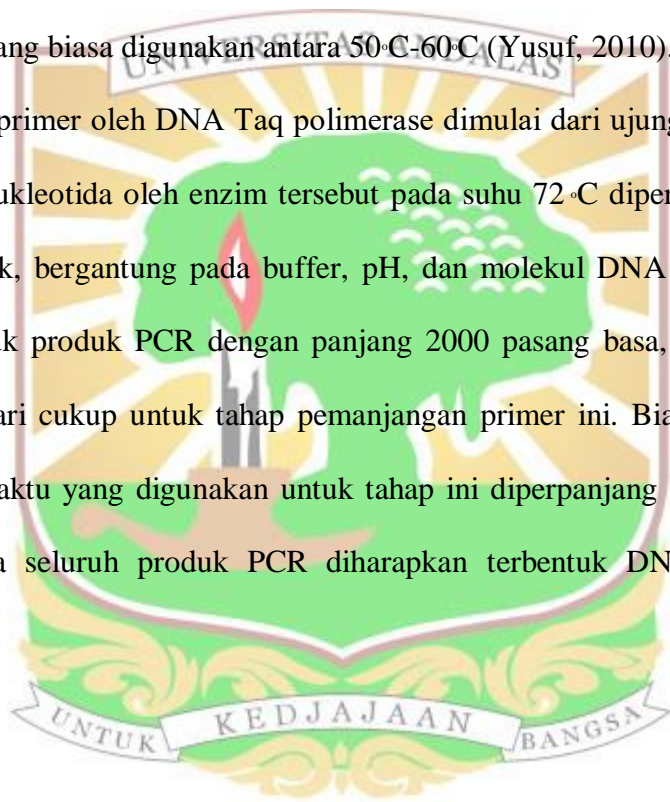 ang biasa digunakan antara 50°C-60°C (Yusuf, 2010).
UNIVERSITAS ANDALAS
primer oleh DNA Taq polimerase dimulai dari ujung
ukleotida oleh enzim tersebut pada suhu 72 °C diper
k, bergantung pada buffer, pH, dan molekul DNA
uk produk PCR dengan panjang 2000 pasang basa,
ari cukup untuk tahap pemanjangan primer ini. Bia
aktu yang digunakan untuk tahap ini diperpanjang
a seluruh produk PCR diharapkan terbentuk DN
UNTUK KEDJAJAAN BANGSA